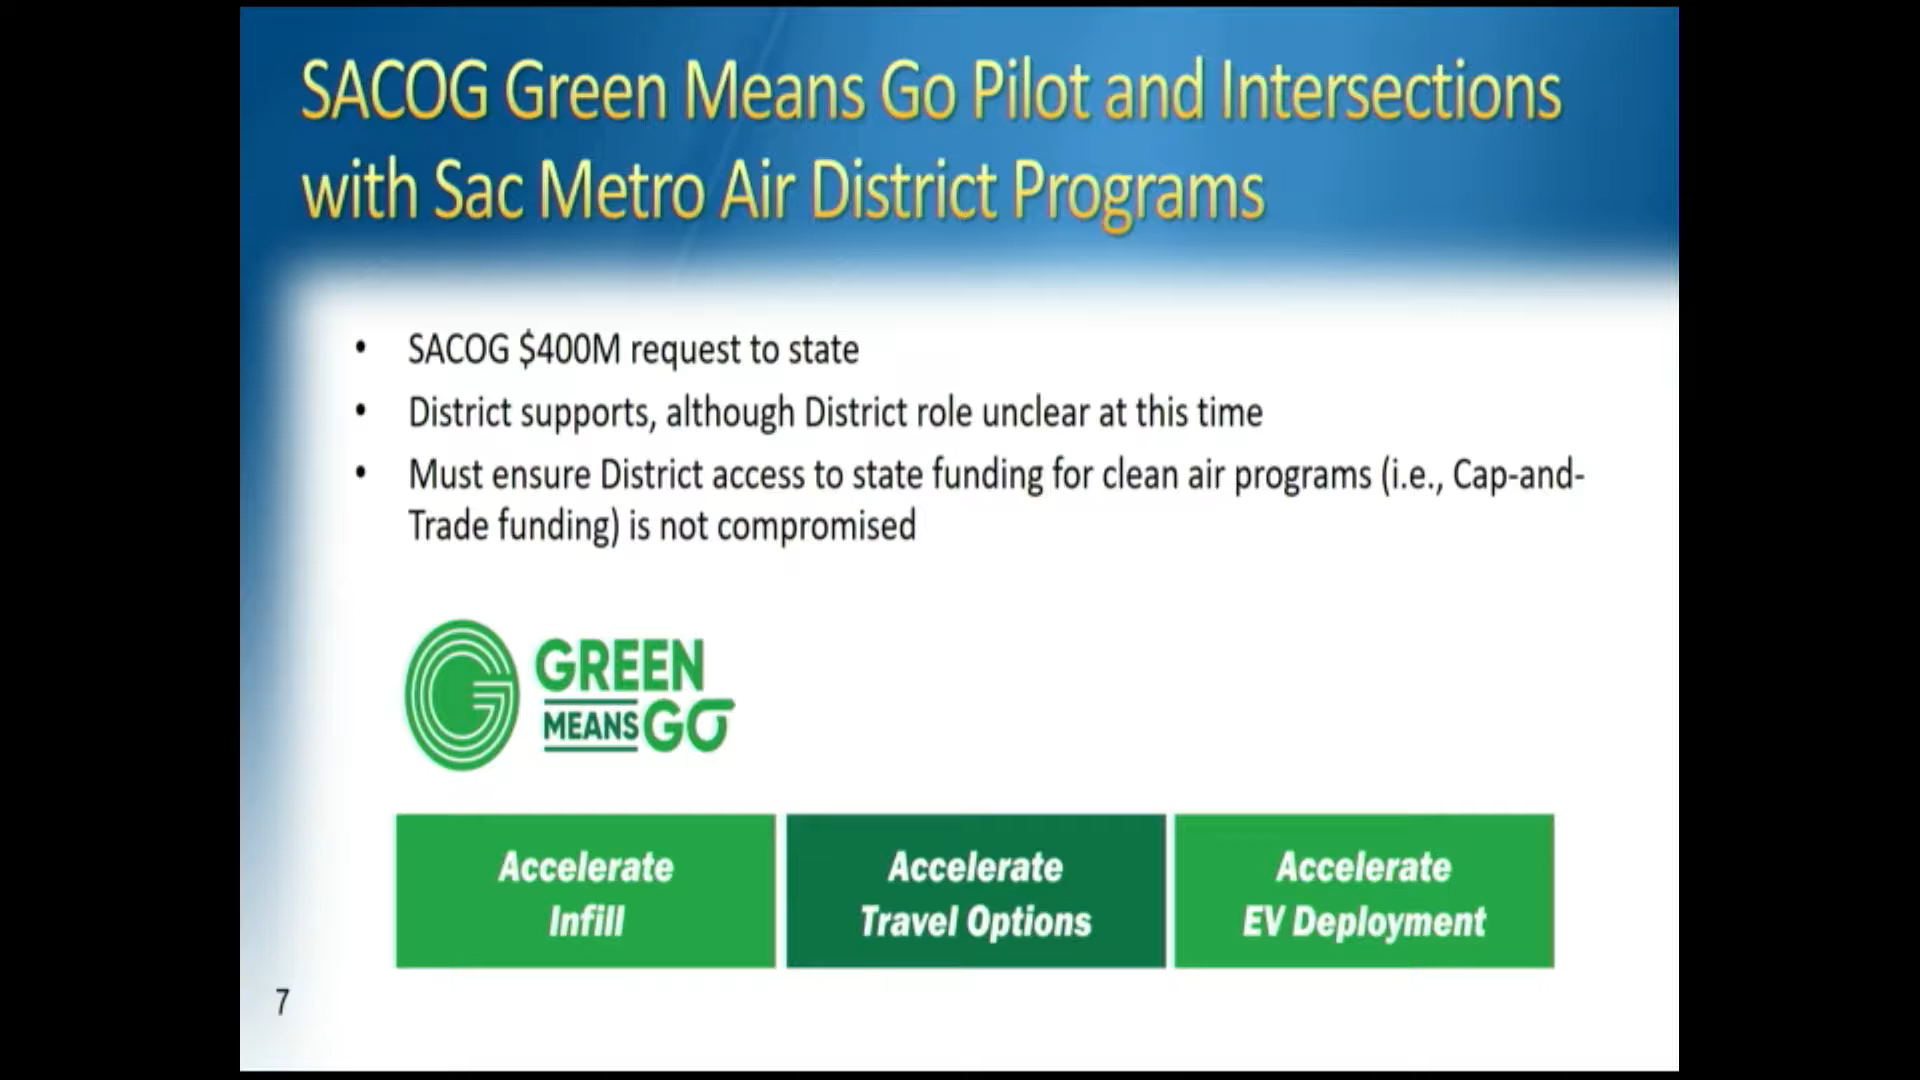 SACOG Green Means Go Pilot and Intersections
with Sac Metro Air District Programs
• SACOG $400M request to state
• District supports, although District role unclear at this time
• Must ensure District access to state funding for clean air programs (i.e., Cap-and-
Trade funding) is not compromised
GREEN
MEANS GO
Accelerate
Infill
Accelerate
Travel Options
Accelerate
EV Deployment
7